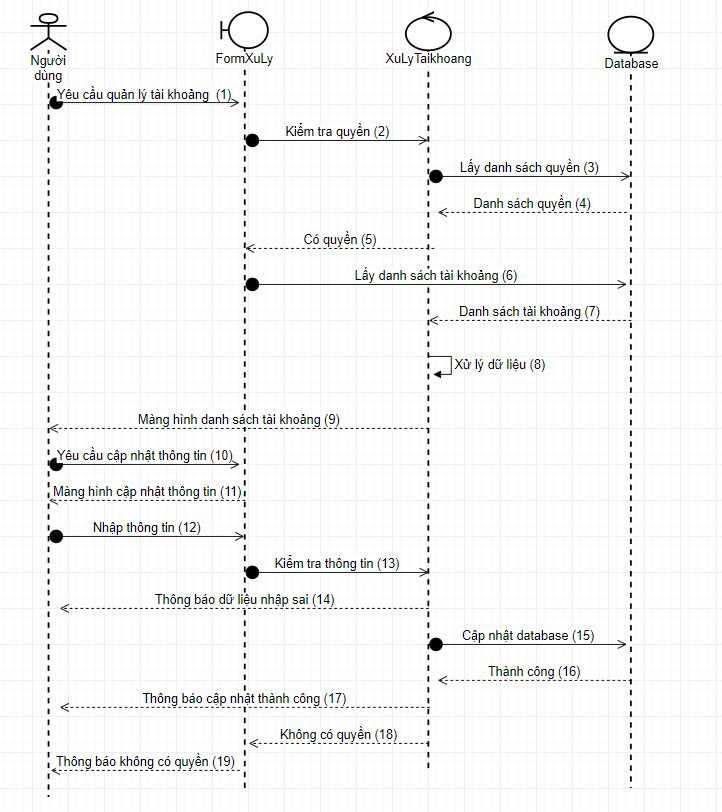 Người
dùng
FormXuLy
XuLyTaikhoang
Database
Yêu cầu quản lý tài khoảng (1)
Kiểm tra quyền (2)
Lấy danh sách quyền (3)
Danh sách quyền (4)
Có quyền (5)
Lấy danh sách tài khoảng (6)
Danh sách tài khoảng (7)
Xử lý dữ liệu (8)
Màng hình danh sách tài khoảng (9)
Yêu cầu cập nhật thông tin (10)
Màng hình cập nhật thông tin (11)
Nhập thông tin (12)
Kiểm tra thông tin (13)
Thông báo dữ liệu nhập sai (14)
Cập nhật database (15)
Thành công (16)
Thông báo cập nhật thành công (17)
Không có quyền (18)
Thông báo không có quyền (19)